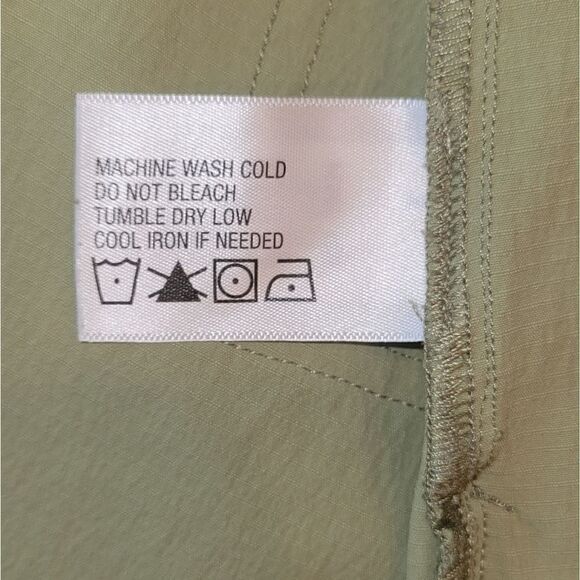 MACHINE WASH COLD
DO NOT BLEACH
TUMBLE DRY LOW
COOL IRON IF NEEDED